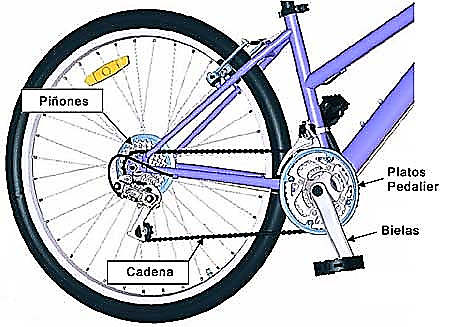 Piñones
Platos
Pedalier
Bielas
Cadena